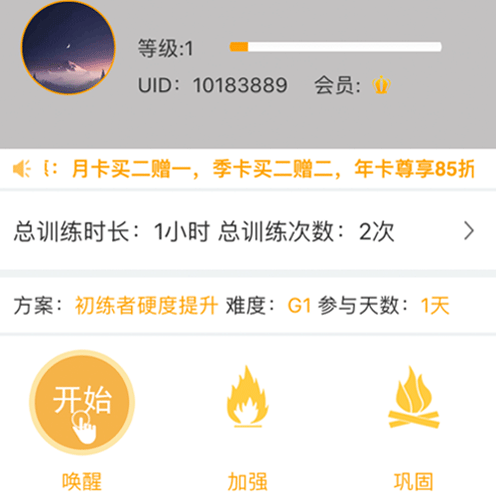 等级:1
UID：10183889 会员:
：月卡买二赠一，季卡买二赠二，年卡尊享85折
总训练时长：1小时 总训练次数：2次
方案：初练者硬度提升 难度：G1 参与天数：1天
开始
唤醒 加强 巩固